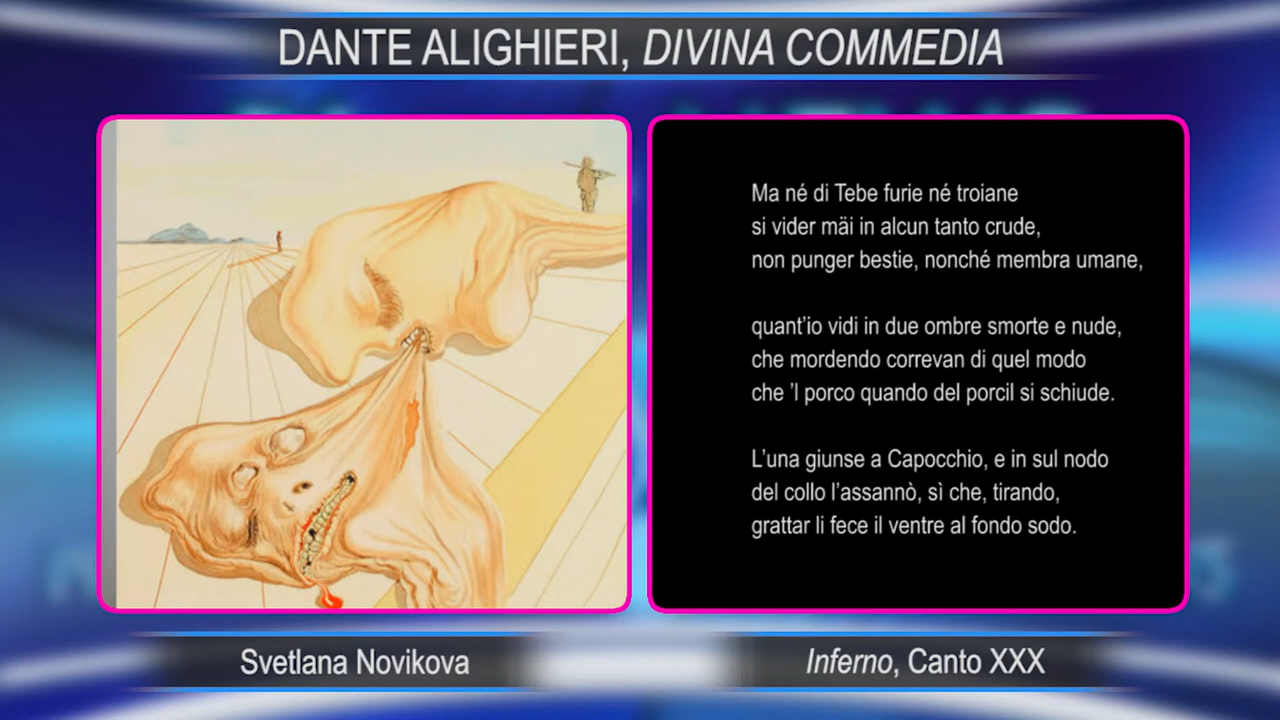 DANTE ALIGHIERI, DIVINA COMMEDIA
Ma né di Tebe furie né troiane
si vider mäi in alcun tanto crude,
non punger bestie, nonché membra umane,
quant’io vidi in due ombre smorte e nude,
che mordendo correvan di quel modo
che ’l porco quando del porcil si schiude.
L’una giunse a Capocchio, e in sul nodo
del collo l’assannò, sì che, tirando,
grattar li fece il ventre al fondo sodo.
Svetlana Novikova
Inferno, Canto XXX